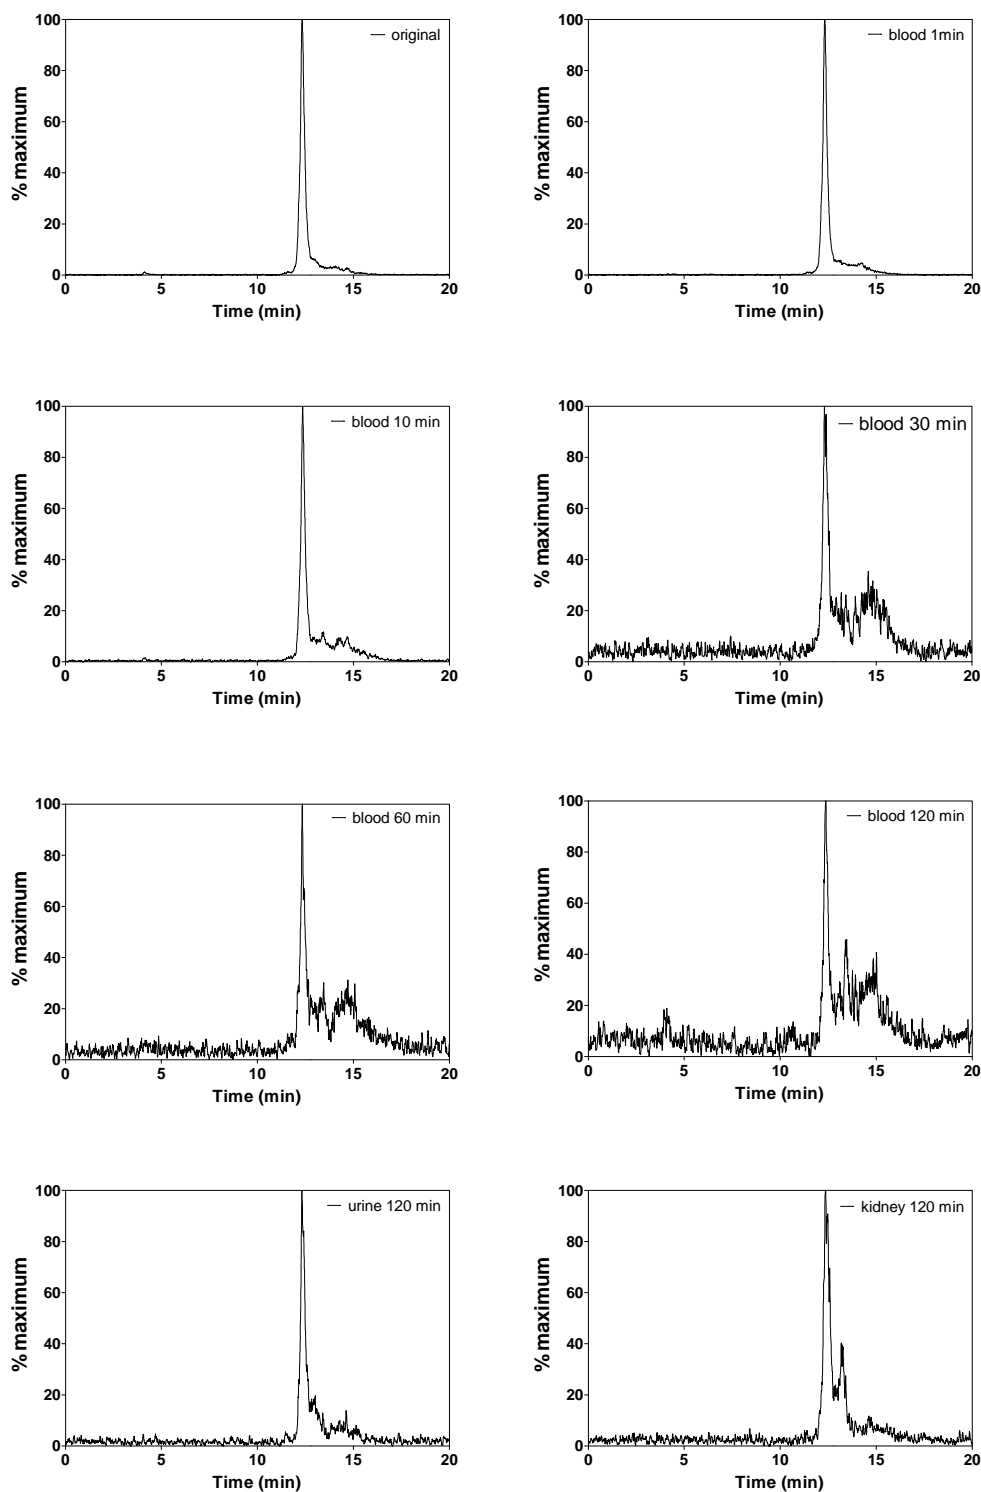 100
80
60
40
20
0
% maximum
— original
0 5 10 15 20
Time (min)
100
80
60
40
20
0
% maximum
— blood 1min
0 5 10 15 20
Time (min)
100
80
60
40
20
0
% maximum
— blood 10 min
0 5 10 15 20
Time (min)
100
80
60
40
20
0
% maximum
— blood 30 min
0 5 10 15 20
Time (min)
100
80
60
40
20
0
% maximum
— blood 60 min
0 5 10 15 20
Time (min)
100
80
60
40
20
0
% maximum
— blood 120 min
0 5 10 15 20
Time (min)
100
80
60
40
20
0
% maximum
— urine 120 min
0 5 10 15 20
Time (min)
100
80
60
40
20
0
% maximum
— kidney 120 min
0 5 10 15 20
Time (min)